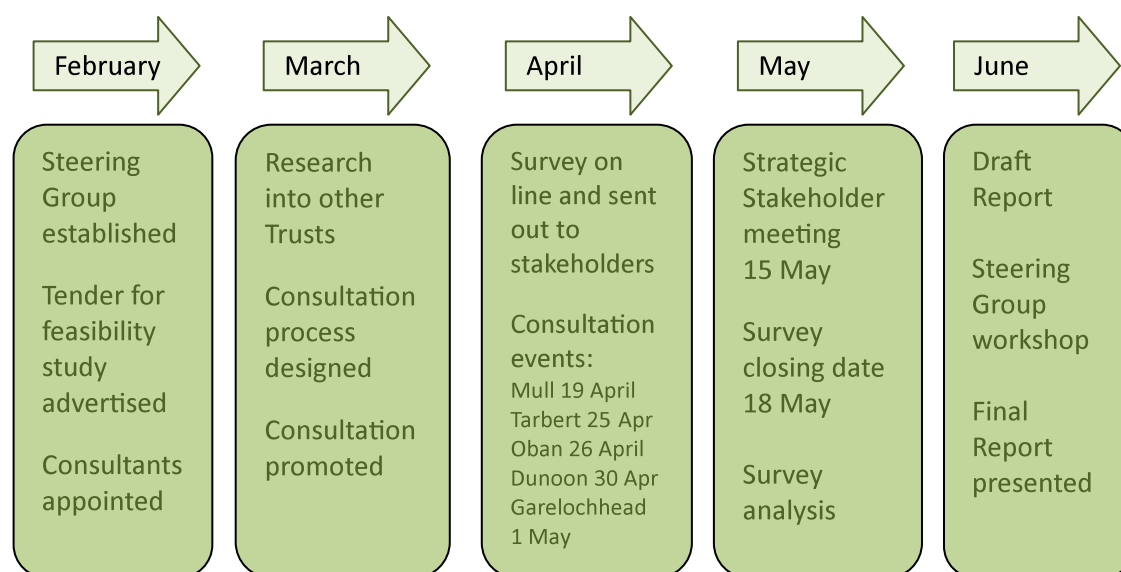 February
Steering
Group
established
Tender for
feasibility
study
advertised
Consultants
appointed
March
Research
into other
Trusts
Consultation
process
designed
Consultation
promoted
April
Survey on
line and sent
out to
stakeholders
Consultation
events:
Mull 19 April
Tarbert 25 Apr
Oban 26 April
Dunoon 30 Apr
Garelochhead
1 May
May
Strategic
Stakeholder
meeting
15 May
Survey
closing date
18 May
Survey
analysis
June
Draft
Report
Steering
Group
workshop
Final
Report
presented